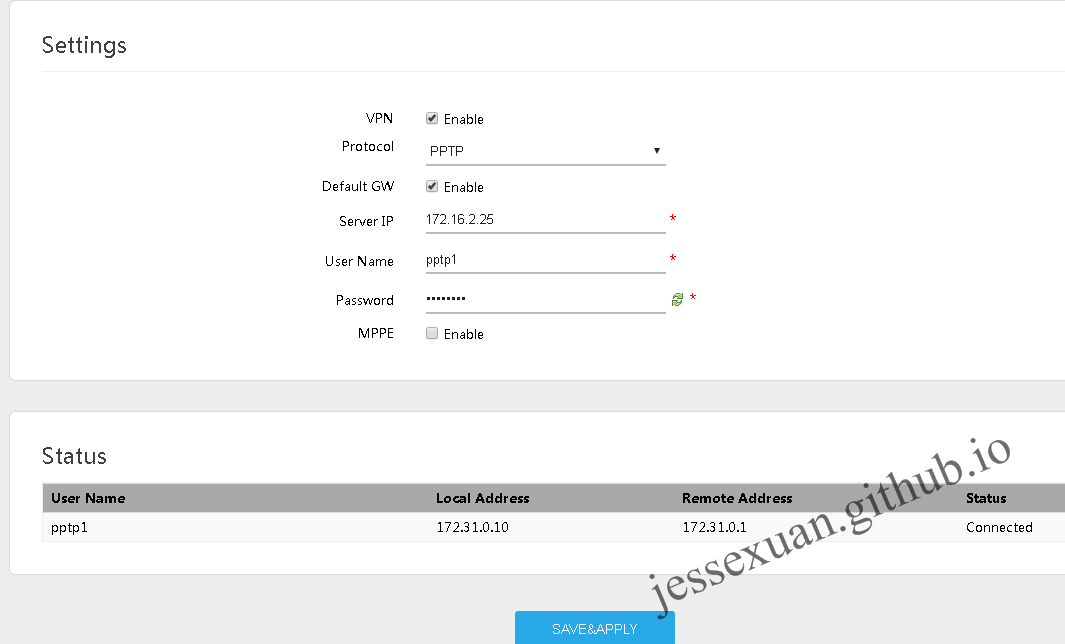 Settings
VPN Enable
Protocol PPTP
Default GW Enable
Server IP 172.16.2.25 *
User Name pptp1 *
Password •••••••• *
MPPE Enable
Status
User Name Local Address Remote Address Status
pptp1 172.31.0.10 172.31.0.1 Connected
jessexuan.github.io
SAVE&APPLY